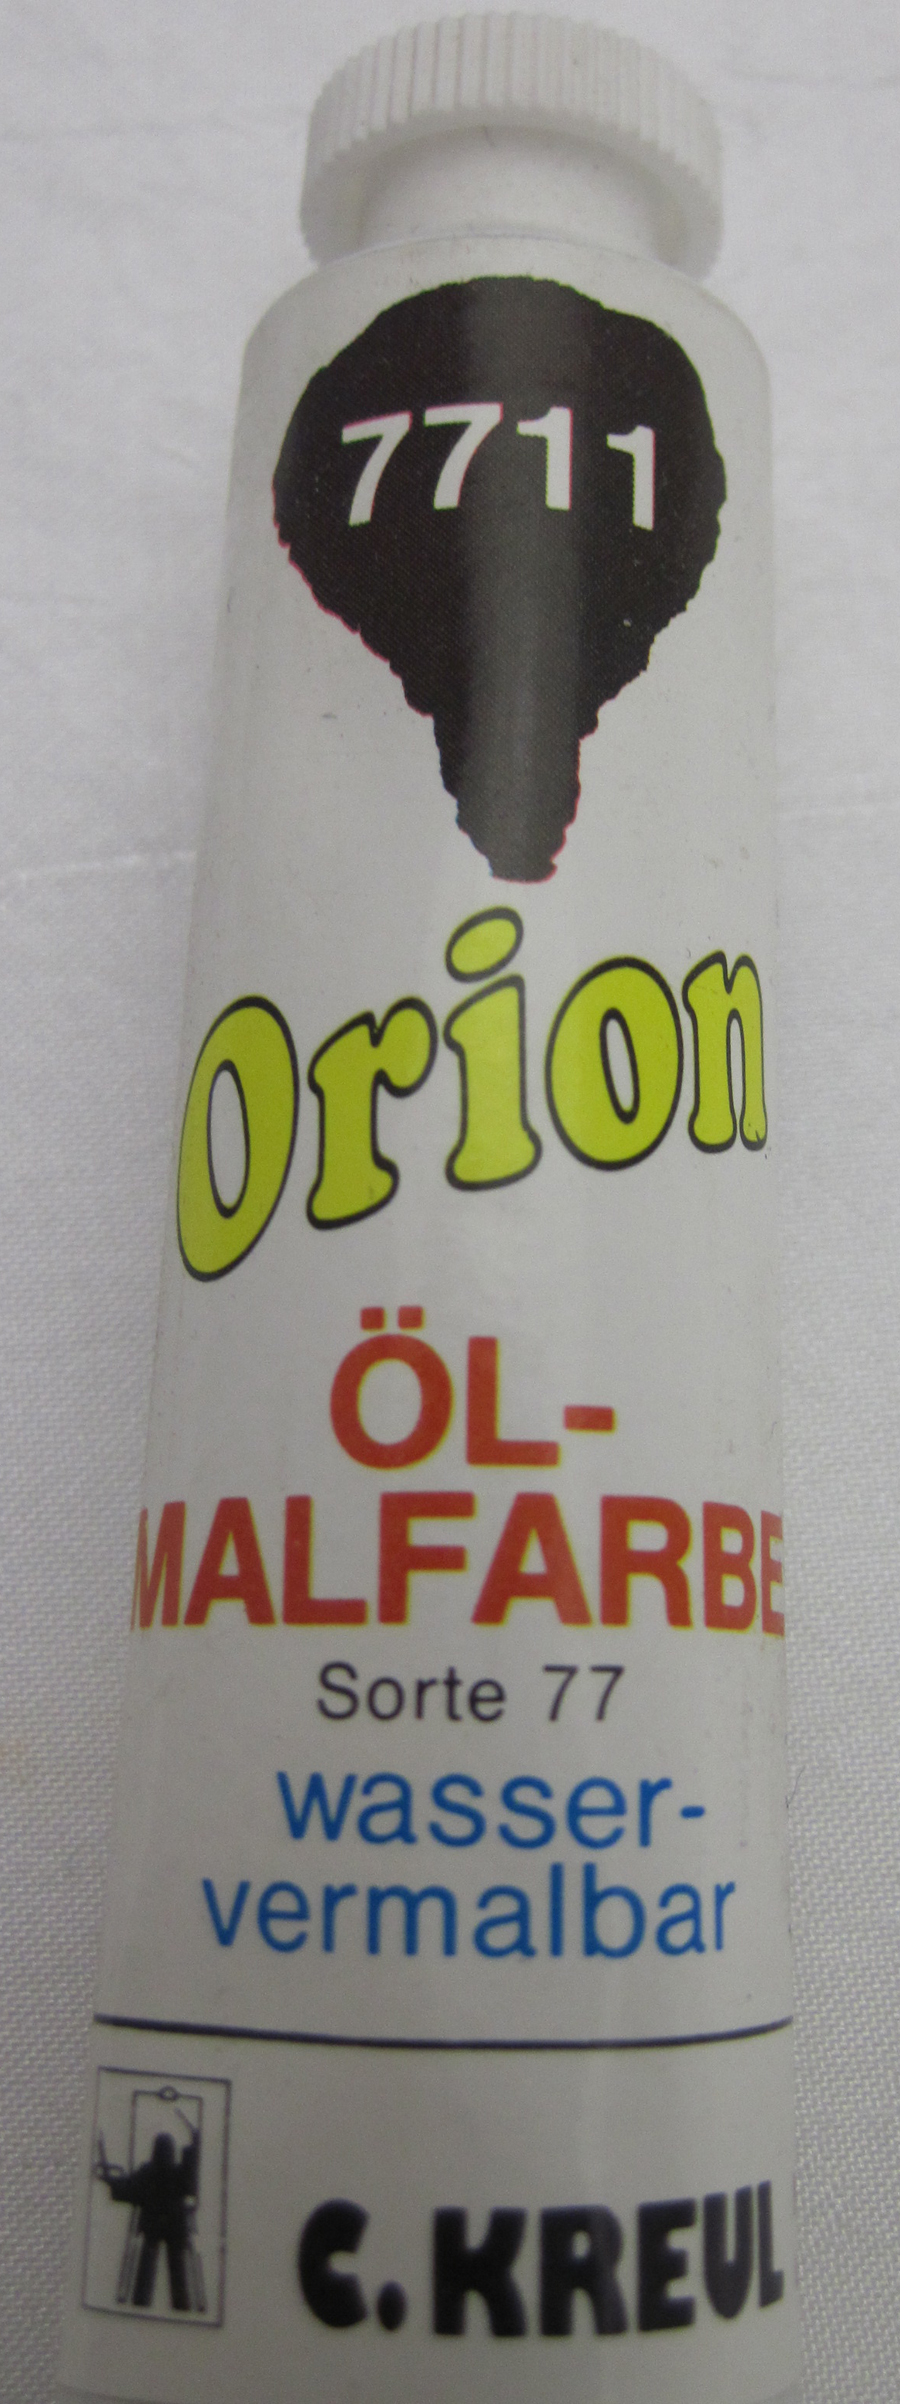 7711
Orion
ÖL-
MALFARBE
Sorte 77
wasser-
vermalbar
C. KREUL